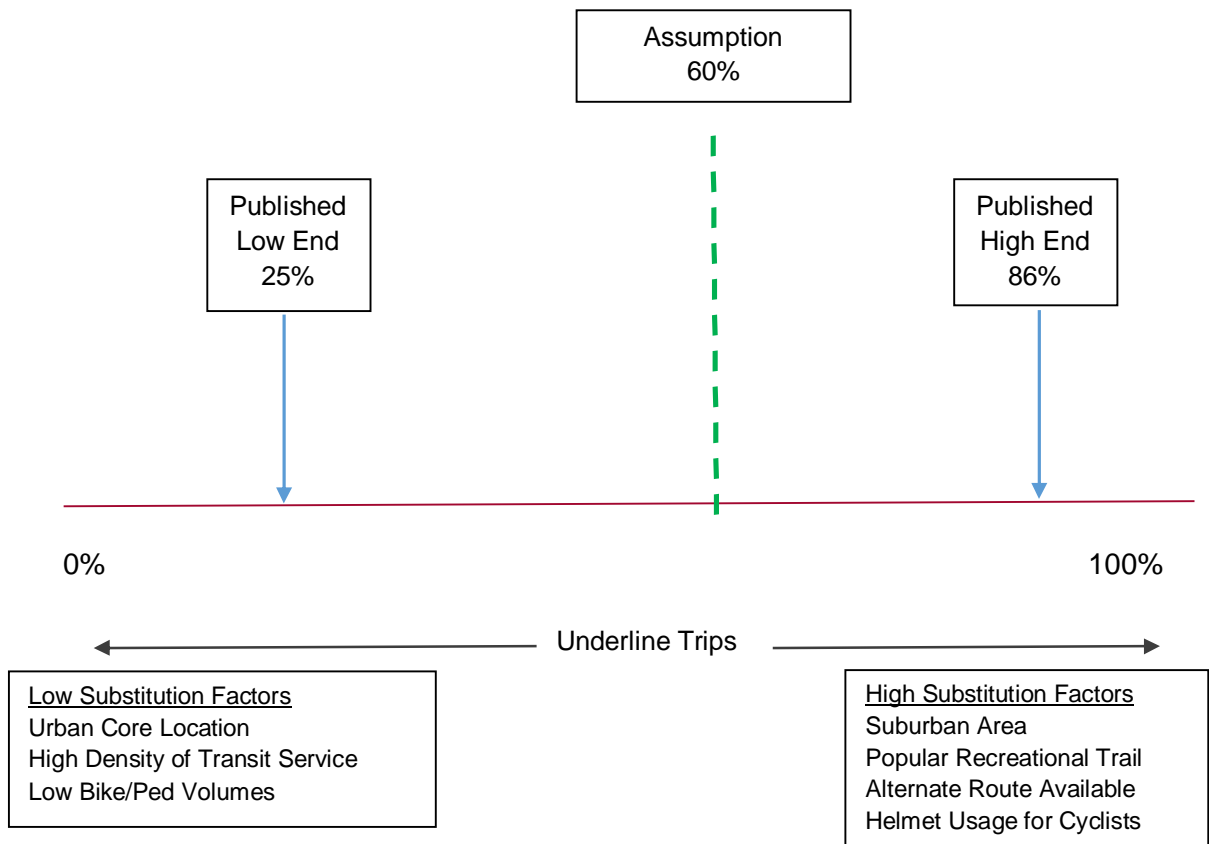 Assumption
60%
Published
Low End
25%
Published
High End
86%
0%
100%
Underline Trips
Low Substitution Factors
Urban Core Location
High Density of Transit Service
Low Bike/Ped Volumes
High Substitution Factors
Suburban Area
Popular Recreational Trail
Alternate Route Available
Helmet Usage for Cyclists